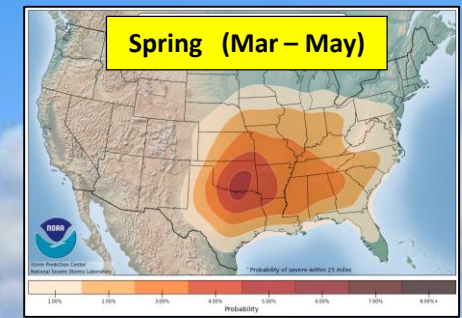 Spring (Mar – May)
NOAA
Storm Prediction Center
National Severe Storms Laboratory
* Probability of severe within 25 miles
1.00% 2.00% 3.00% 4.00% 5.00% 6.00% 7.00% 8.00%+
Probability